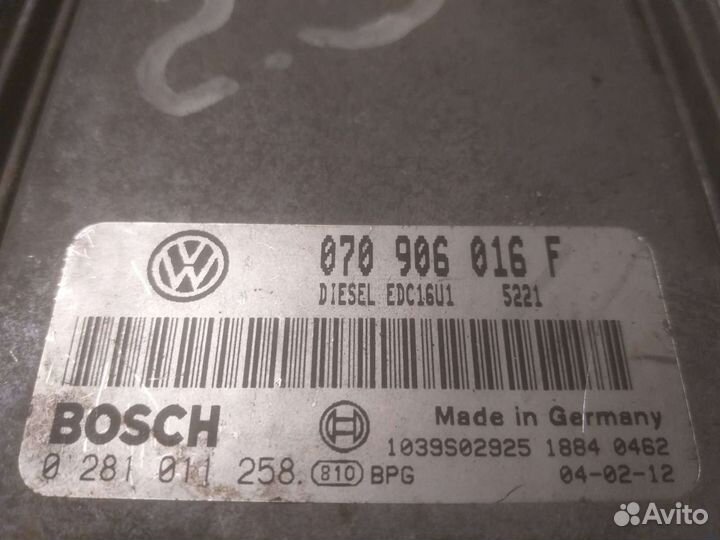 070 906 016 F
DIESEL EDC16U1 5221
BOSCH
Made in Germany
1039S02925 1884 0462
0 281 011 258. 810 BPG
04-02-12
Avito